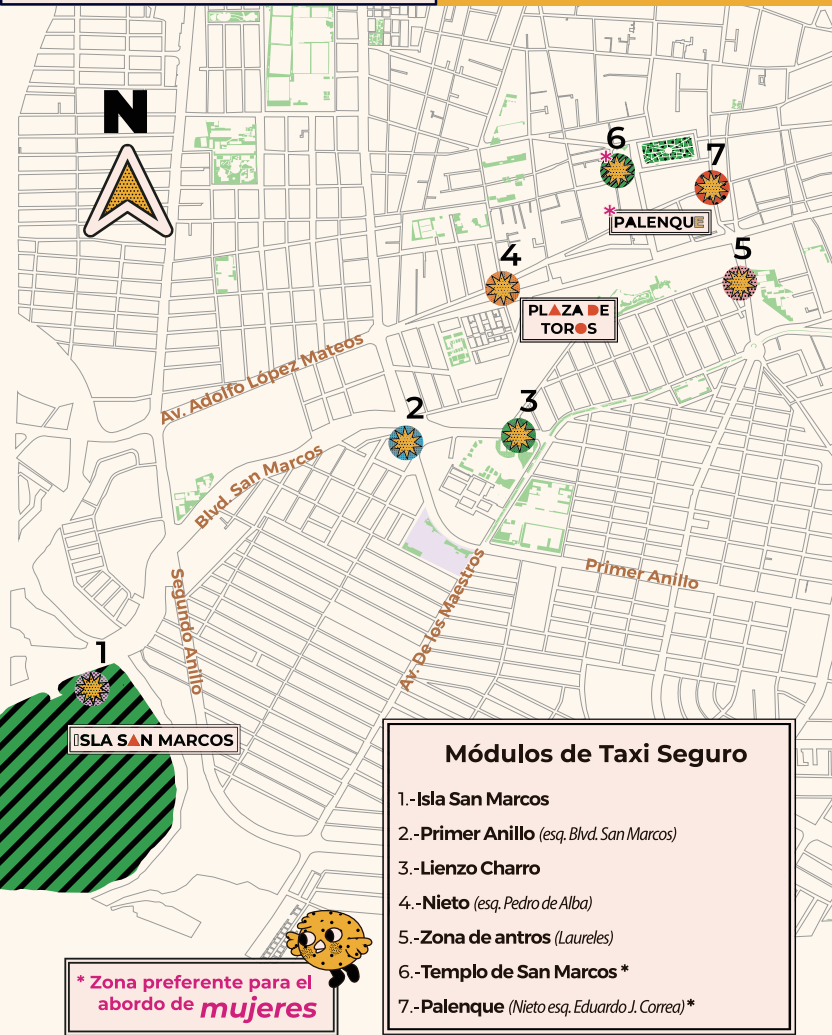 N
6
*
7
*
PALENQUE
5
4
PLAZA DE
TOROS
Av. Adolfo López Mateos
2
3
Blvd. San Marcos
Primer Anillo
Segundo Anillo
Av. De los Maestros
1
ISLA SAN MARCOS
Módulos de Taxi Seguro
1.-Isla San Marcos
2.-Primer Anillo (esq. Blvd. San Marcos)
3.-Lienzo Charro
4.-Nieto (esq. Pedro de Alba)
5.-Zona de antros (Laureles)
6.-Templo de San Marcos *
7.-Palenque (Nieto esq. Eduardo J. Correa) *
* Zona preferente para el
abordo de mujeres